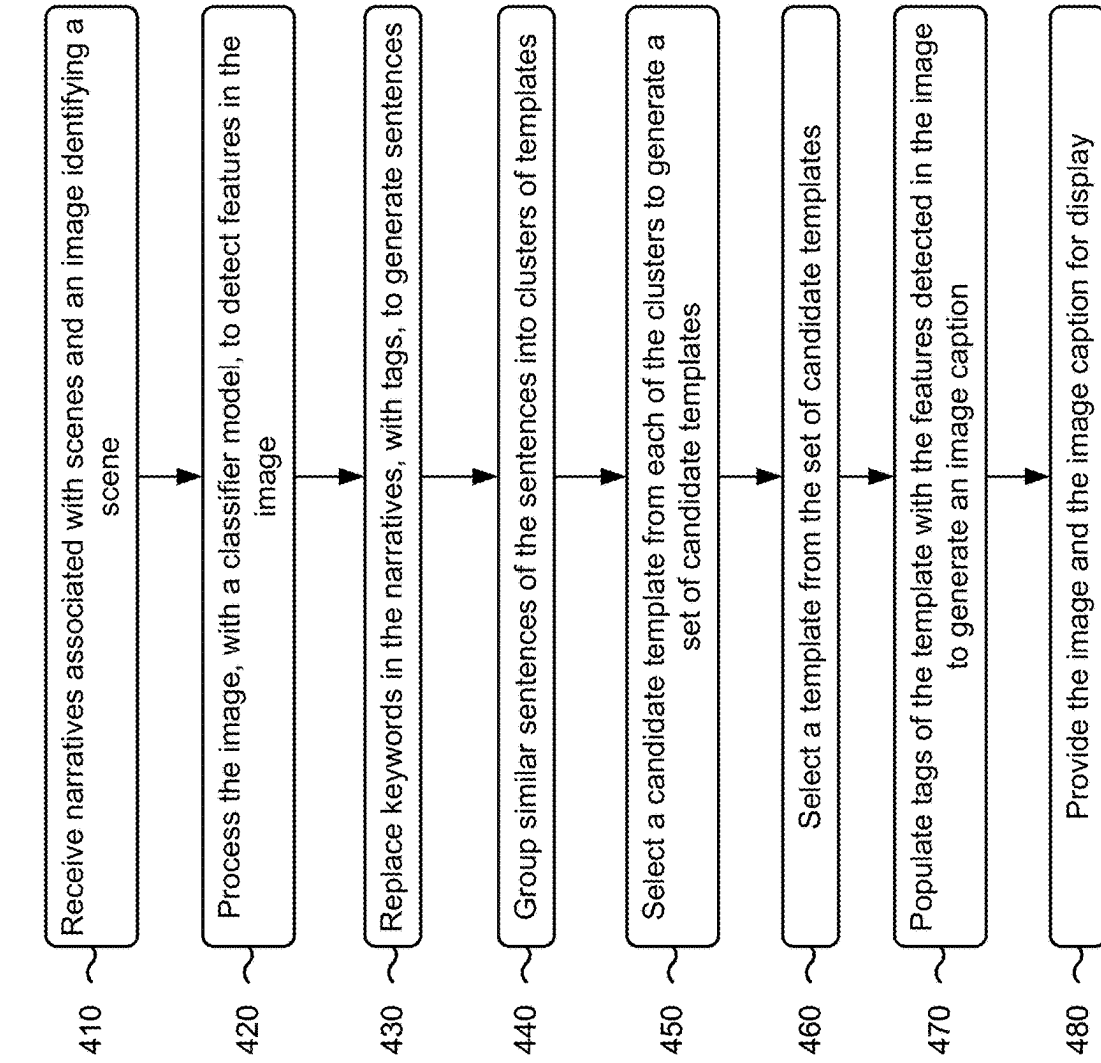 410
Receive narratives associated with scenes and an image identifying a
scene
420
Process the image, with a classifier model, to detect features in the
image
430
Replace keywords in the narratives, with tags, to generate sentences
440
Group similar sentences of the sentences into clusters of templates
450
Select a candidate template from each of the clusters to generate a
set of candidate templates
460
Select a template from the set of candidate templates
470
Populate tags of the template with the features detected in the image
to generate an image caption
480
Provide the image and the image caption for display